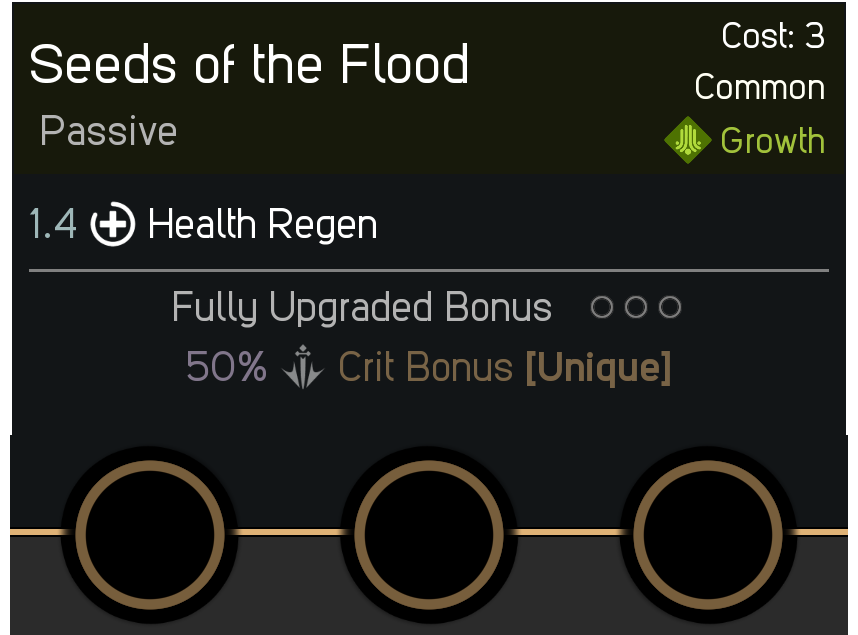 Seeds of the Flood
Cost: 3
Common
Passive
Growth
1.4 Health Regen
Fully Upgraded Bonus
50% Crit Bonus [Unique]